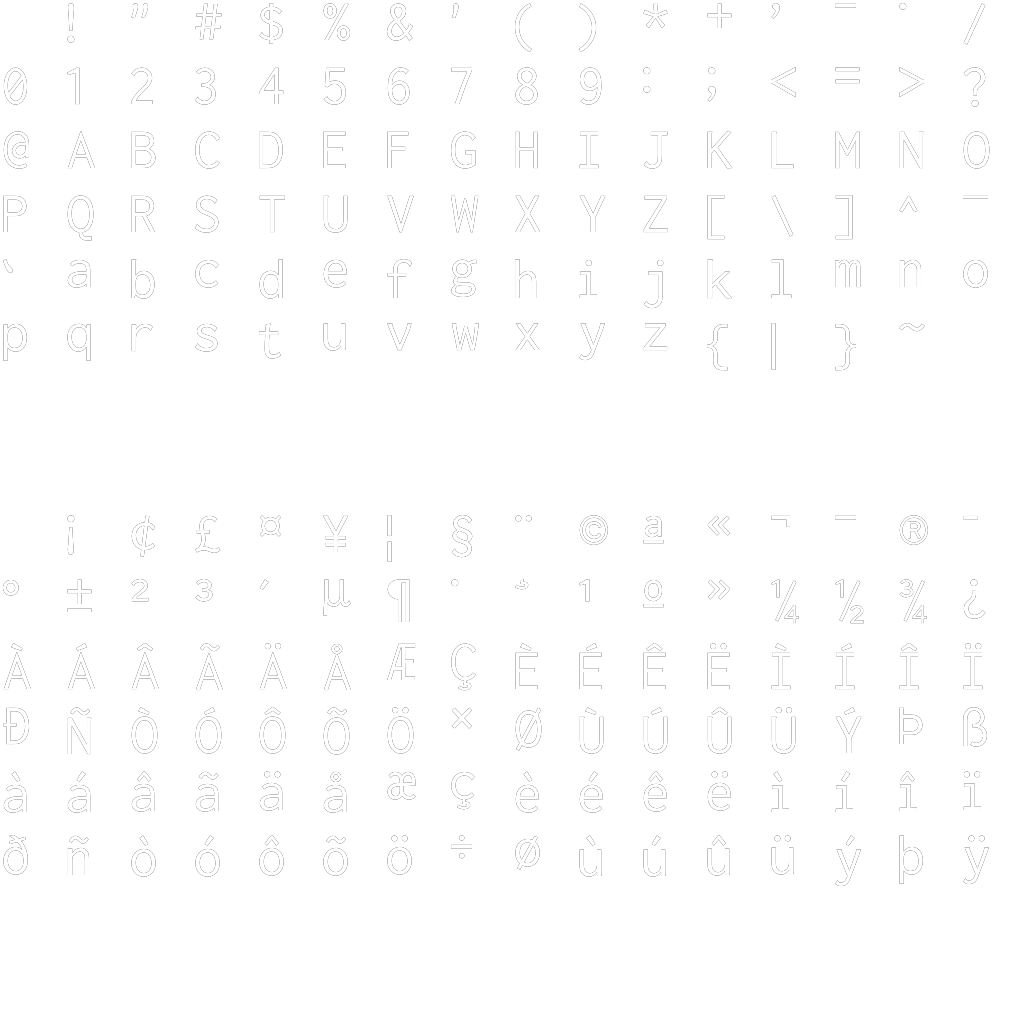 ! " # $ % & ' ( ) * + , - . /
0 1 2 3 4 5 6 7 8 9 : ; < = > ?
@ A B C D E F G H I J K L M N O
P Q R S T U V W X Y Z [ \ ] ^ _
` a b c d e f g h i j k l m n o
p q r s t u v w x y z { | } ~
¡ ¢ £ ¤ ¥ ¦ § ¨ © ª « ¬ - ® ¯
° ± ² ³ ´ µ ¶ · ¸ ¹ º » ¼ ½ ¾ ¿
À Á Â Ã Ä Å Æ Ç È É Ê Ë Ì Í Î Ï
Ð Ñ Ò Ó Ô Õ Ö × Ø Ù Ú Û Ü Ý Þ ß
à á â ã ä å æ ç è é ê ë ì í î ï
ð ñ ò ó ô õ ö ÷ ø ù ú û ü ý þ ÿ